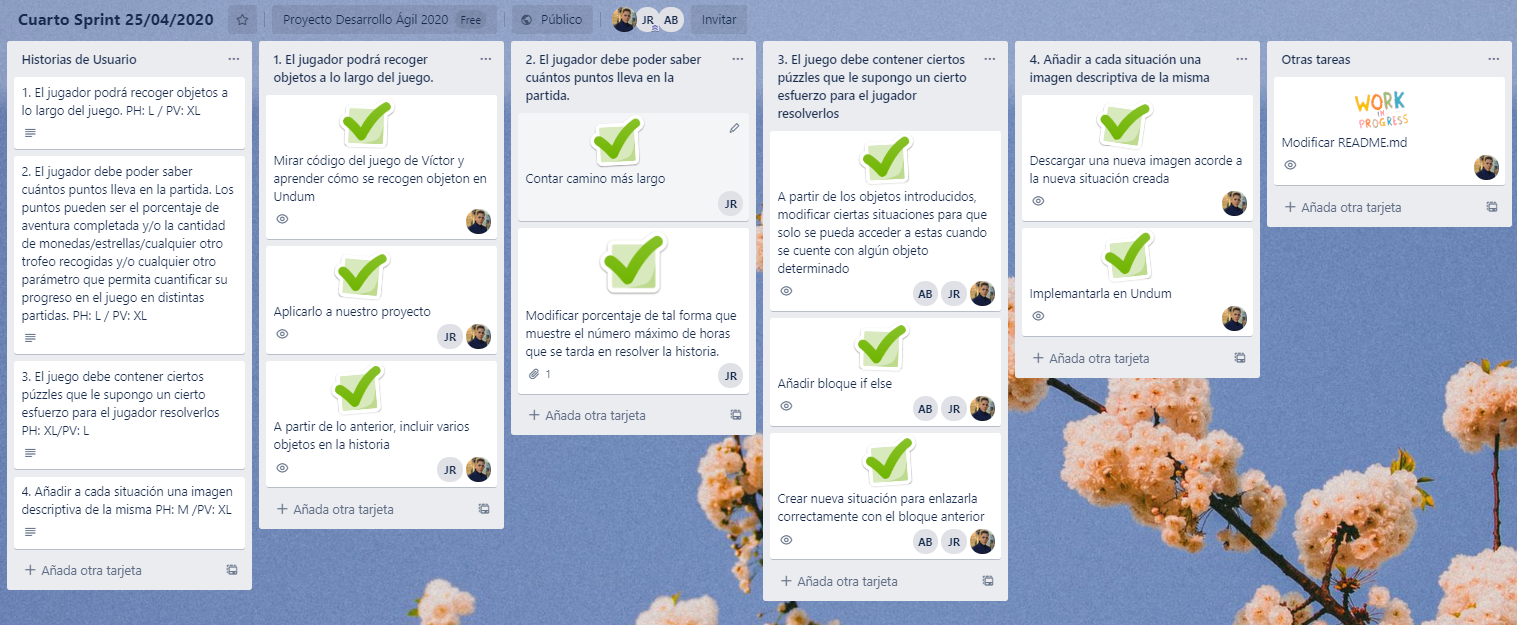 Cuarto Sprint 25/04/2020
Proyecto Desarrollo Ágil 2020 Free
Público
JR
AB
Invitar
Historias de Usuario
1. El jugador podrá recoger objetos a
lo largo del juego. PH: L / PV: XL
2. El jugador debe poder saber
cuántos puntos lleva en la partida. Los
puntos pueden ser el porcentaje de
aventura completada y/o la cantidad
de monedas/estrellas/cualquier otro
trofeo recogidas y/o cualquier otro
parámetro que permita cuantificar su
progreso en el juego en distintas
partidas. PH: L / PV: XL
3. El juego debe contener ciertos
púzzles que le supongo un cierto
esfuerzo para el jugador resolverlos
PH: XL/PV: L
4. Añadir a cada situación una imagen
descriptiva de la misma PH: M /PV: XL
+ Añada otra tarjeta
1. El jugador podrá recoger
objetos a lo largo del juego.
Mirar código del juego de Víctor y
aprender cómo se recogen objeton en
Undum
Aplicarlo a nuestro proyecto
JR
A partir de lo anterior, incluir varios
objetos en la historia
JR
+ Añada otra tarjeta
2. El jugador debe poder saber
cuántos puntos lleva en la
partida.
Contar camino más largo
JR
Modificar porcentaje de tal forma que
muestre el número máximo de horas
que se tarda en resolver la historia.
1
JR
+ Añada otra tarjeta
3. El juego debe contener ciertos
púzzles que le supongo un cierto
esfuerzo para el jugador
resolverlos
A partir de los objetos introducidos,
modificar ciertas situaciones para que
solo se pueda acceder a estas cuando
se cuente con algún objeto
determinado
AB JR
Añadir bloque if else
AB JR
Crear nueva situación para enlazarla
correctamente con el bloque anterior
AB JR
+ Añada otra tarjeta
4. Añadir a cada situación una
imagen descriptiva de la misma
Descargar una nueva imagen acorde a
la nueva situación creada
Implemantarla en Undum
+ Añada otra tarjeta
Otras tareas
WORK
IN
PROGRESS
Modificar README.md
+ Añada otra tarjeta